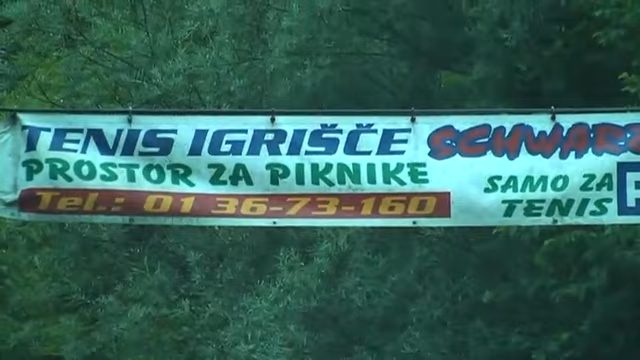 TENIS IGRIŠČE SCHWARZ
PROSTOR ZA PIKNIKE
Tel.: 01 36-73-160
SAMO ZA
TENIS
P